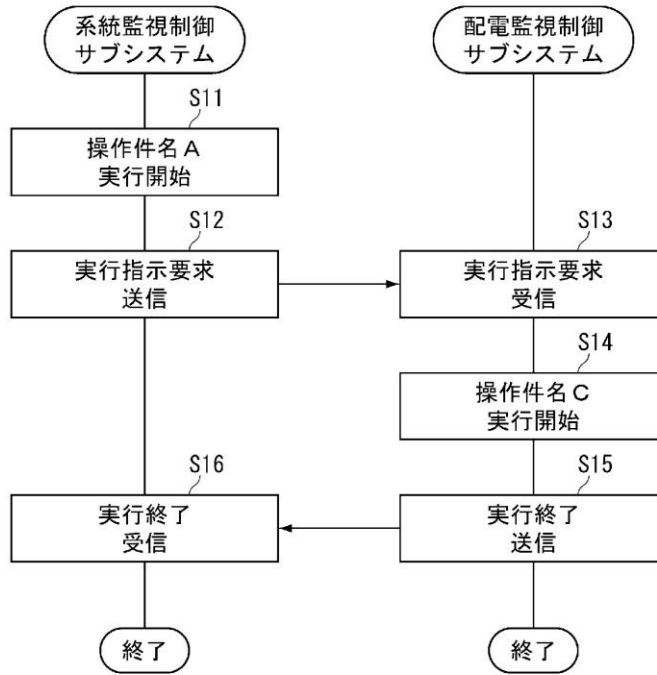 系統監視制御
サブシステム
配電監視制御
サブシステム
S11
操作件名A
実行開始
S12
実行指示要求
送信
S13
実行指示要求
受信
S14
操作件名C
実行開始
S15
実行終了
送信
S16
実行終了
受信
終了
終了